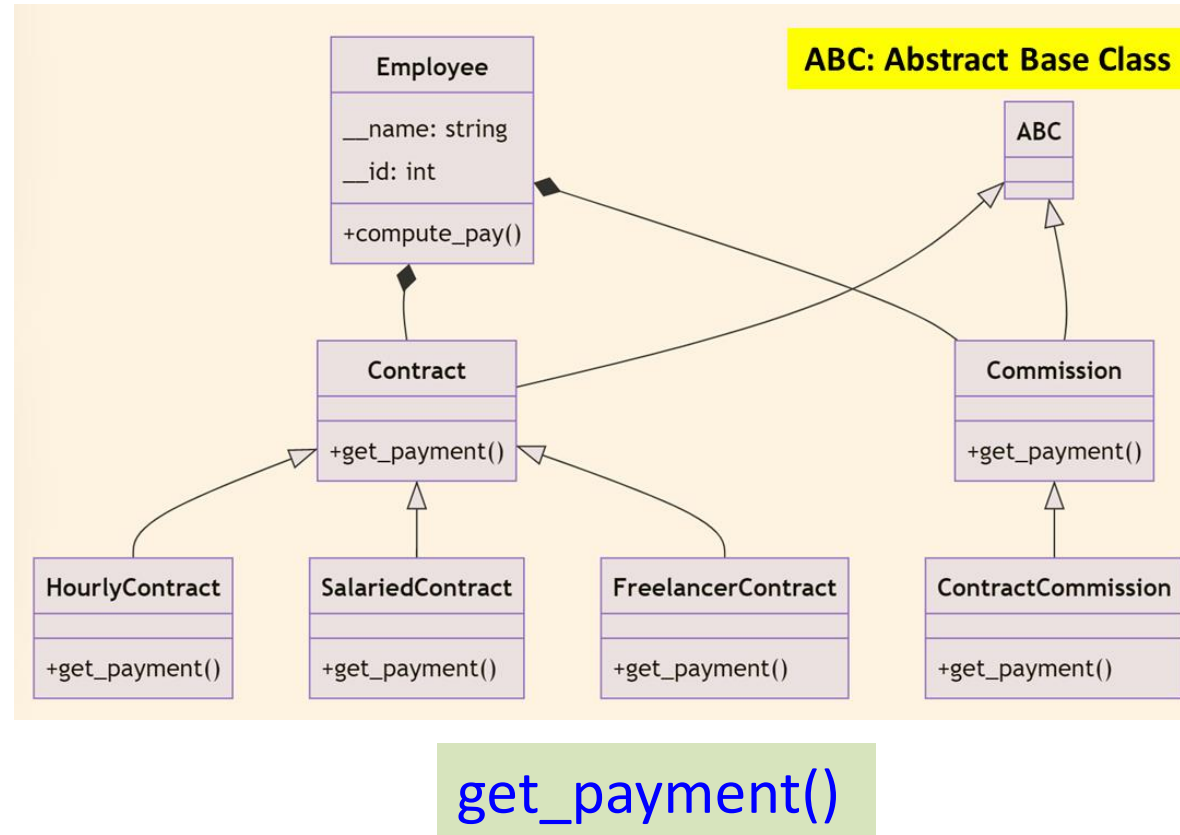 ABC: Abstract Base Class
Employee
__name: string
__id: int
+compute_pay()
ABC
Contract
+get_payment()
Commission
+get_payment()
HourlyContract
+get_payment()
SalariedContract
+get_payment()
FreelancerContract
+get_payment()
ContractCommission
+get_payment()
get_payment()